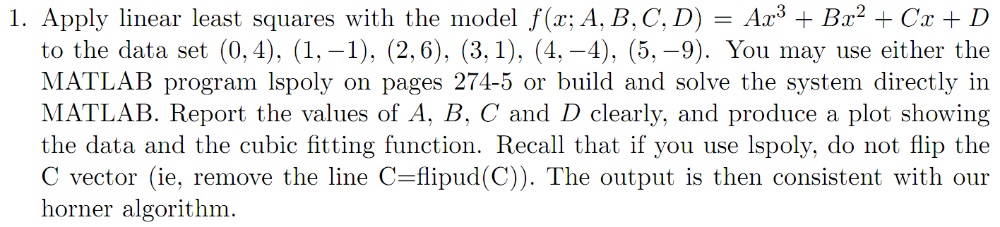 1. Apply linear least squares with the model f(x; A, B, C, D) = Ax³ + Bx² + Cx + D
to the data set (0, 4), (1, −1), (2, 6), (3, 1), (4, −4), (5, −9). You may use either the
MATLAB program lspoly on pages 274-5 or build and solve the system directly in
MATLAB. Report the values of A, B, C and D clearly, and produce a plot showing
the data and the cubic fitting function. Recall that if you use lspoly, do not flip the
C vector (ie, remove the line C=flipud(C)). The output is then consistent with our
horner algorithm.